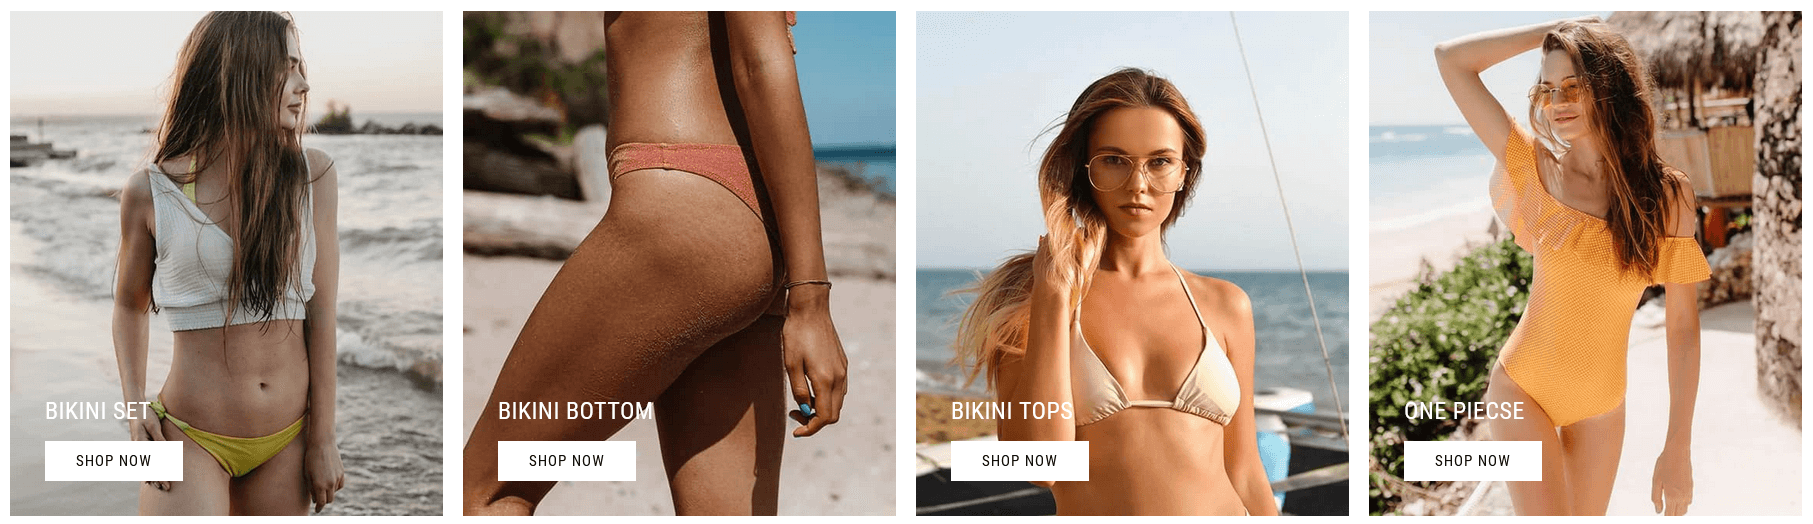 BIKINI SET
SHOP NOW
BIKINI BOTTOM
SHOP NOW
BIKINI TOPS
SHOP NOW
ONE PIECSE
SHOP NOW